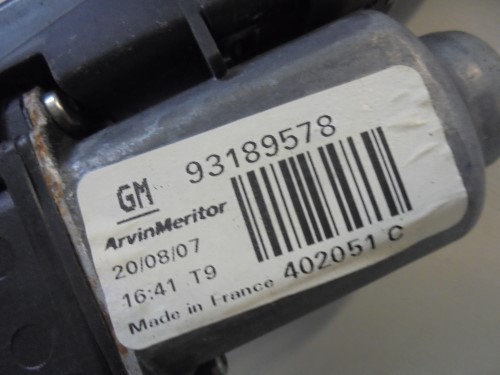 GM 93189578
ArvinMeritor
20/08/07
16:41 T9
Made in France 402051 C